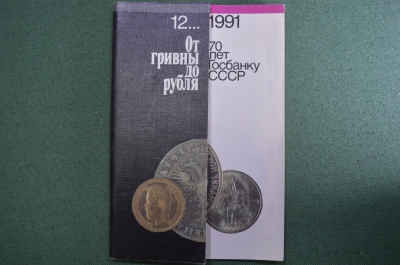 12... 1991
От
гривны
до
рубля
70
лет
Госбанку
СССР